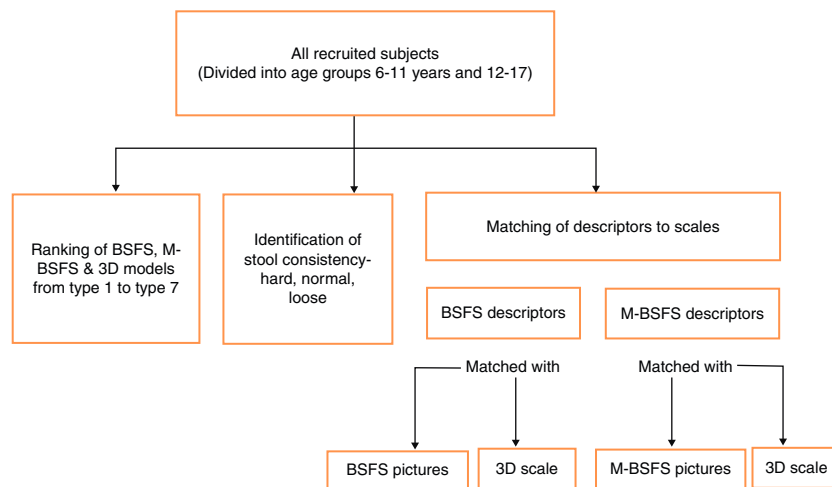 All recruited subjects
(Divided into age groups 6-11 years and 12-17)
Ranking of BSFS, M-
BSFS & 3D models
from type 1 to type 7
Identification of
stool consistency-
hard, normal,
loose
Matching of descriptors to scales
BSFS descriptors
M-BSFS descriptors
Matched with
Matched with
BSFS pictures
3D scale
M-BSFS pictures
3D scale